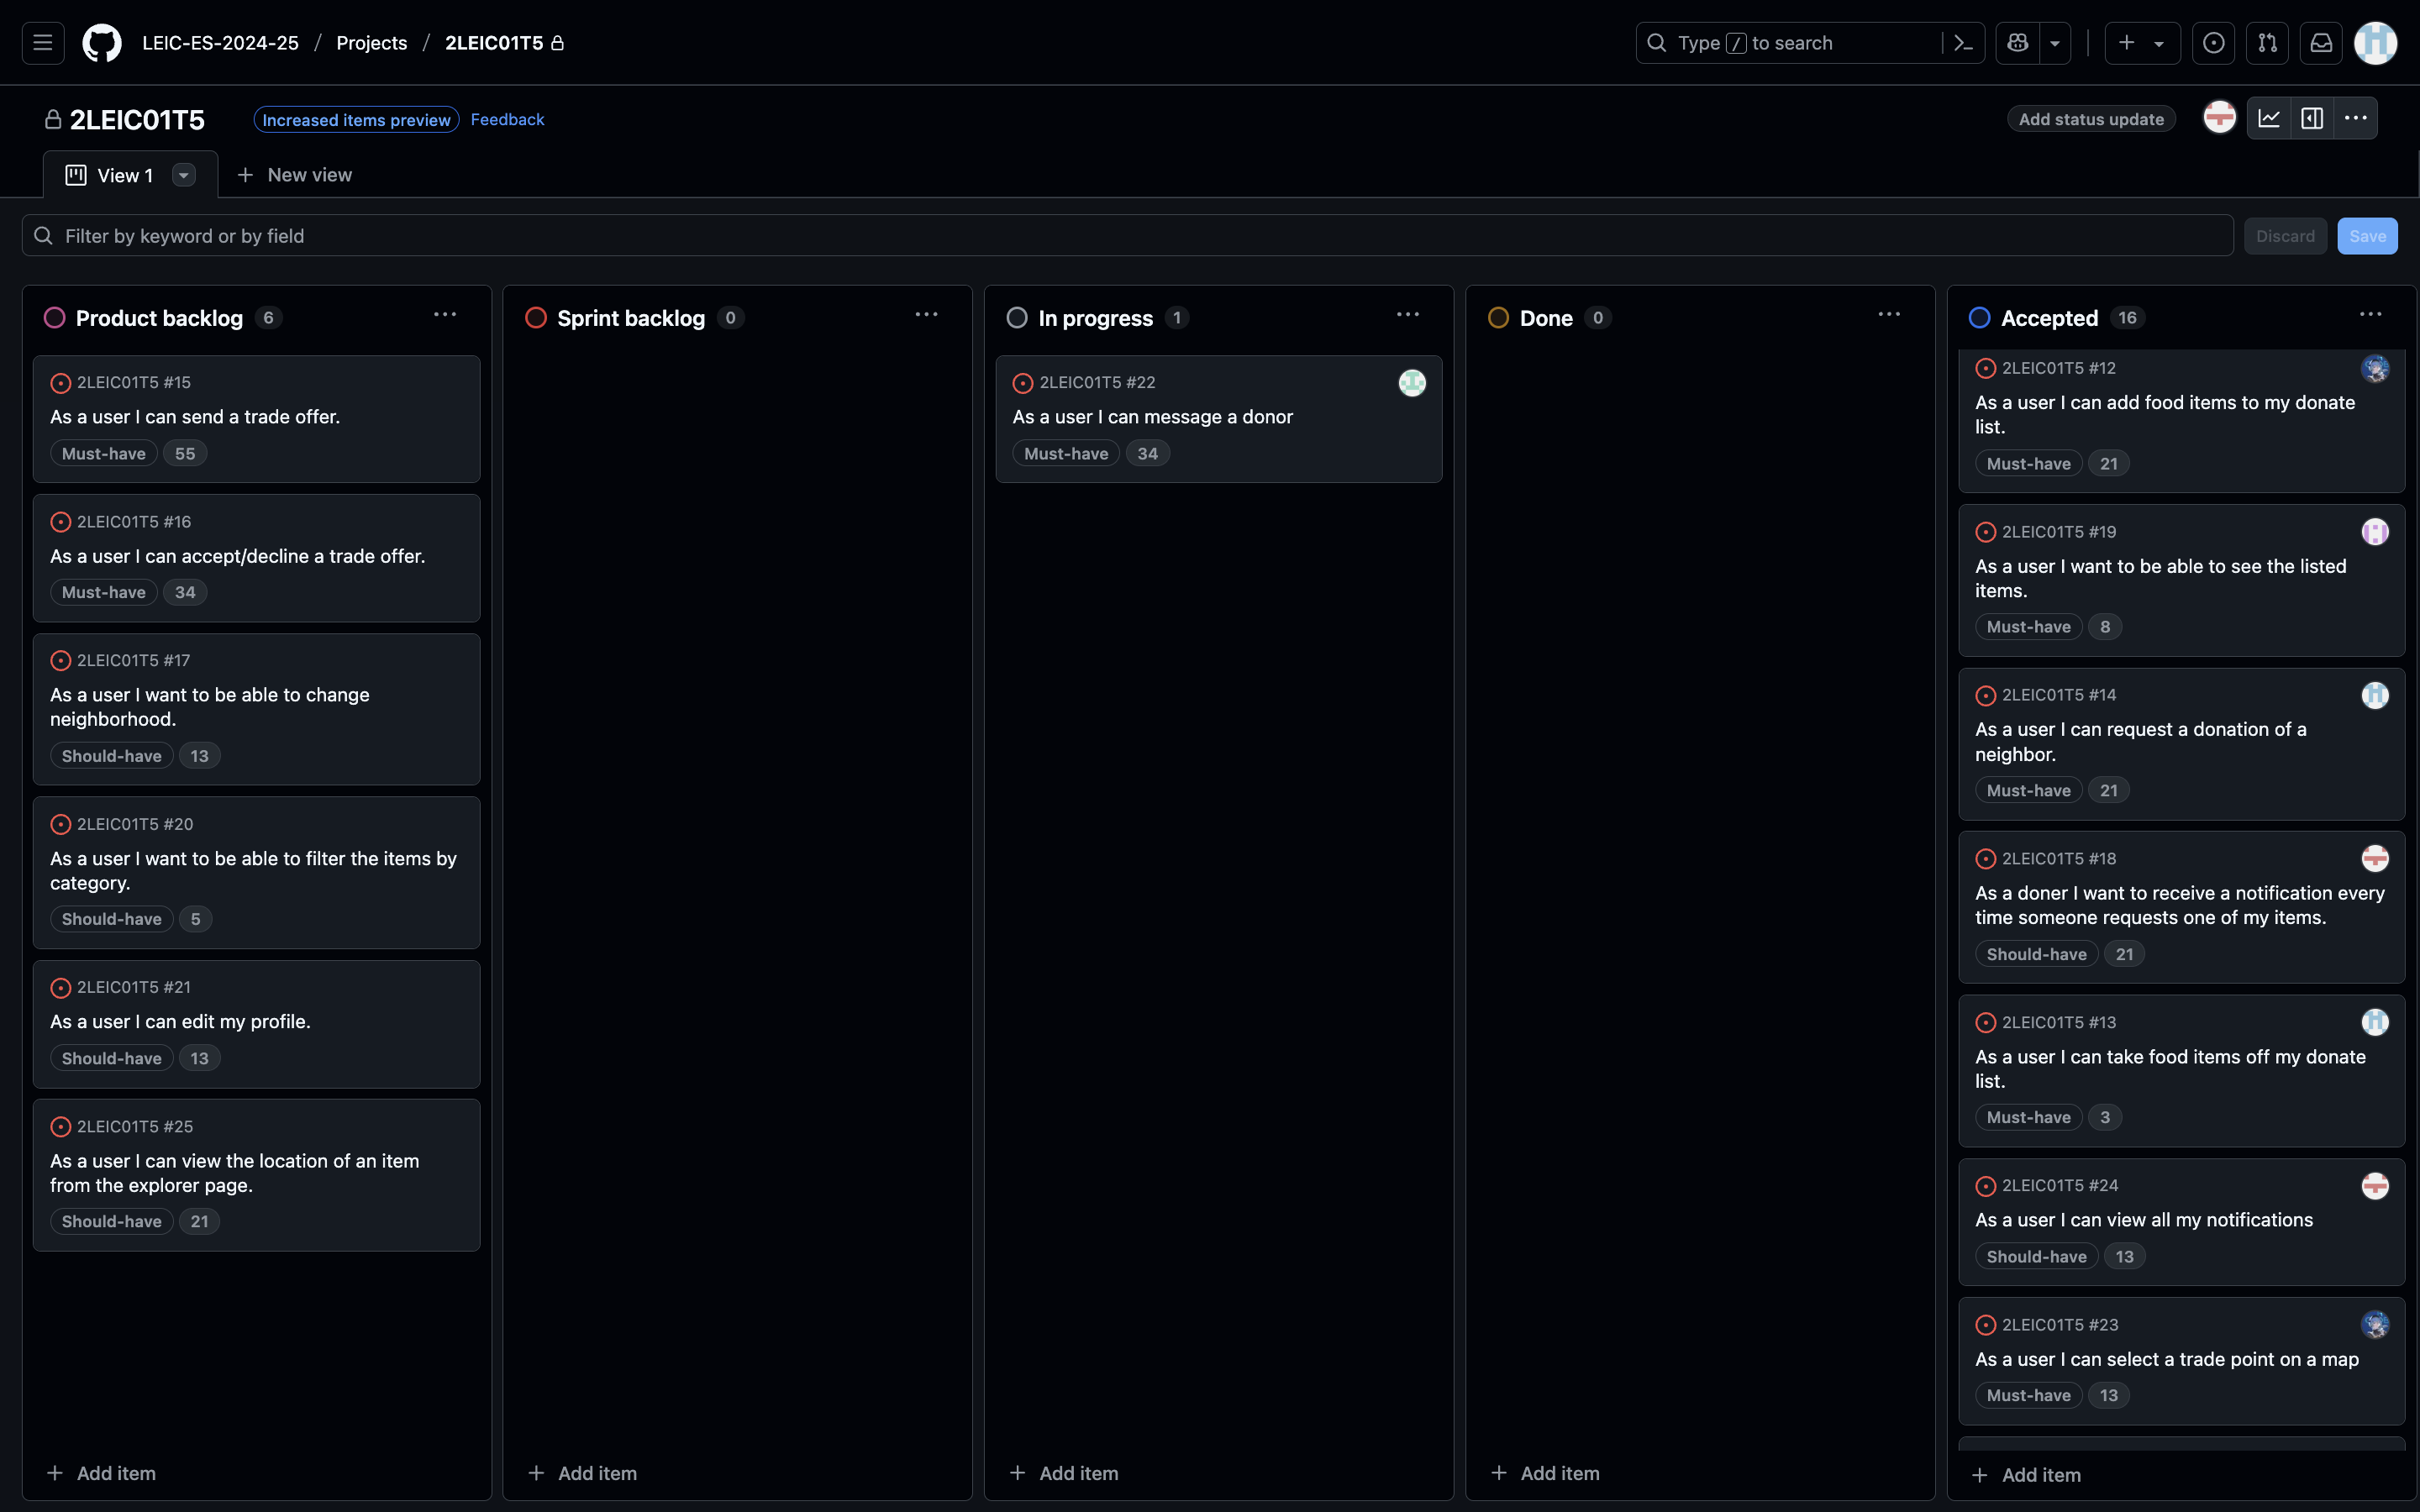 LEIC-ES-2024-25 / Projects / 2LEIC01T5
Type / to search
2LEIC01T5
Increased items preview
Feedback
Add status update
View 1
New view
Filter by keyword or by field
Discard
Save
Product backlog 6
2LEIC01T5 #15
As a user I can send a trade offer.
Must-have 55
2LEIC01T5 #16
As a user I can accept/decline a trade offer.
Must-have 34
2LEIC01T5 #17
As a user I want to be able to change
neighborhood.
Should-have 13
2LEIC01T5 #20
As a user I want to be able to filter the items by
category.
Should-have 5
2LEIC01T5 #21
As a user I can edit my profile.
Should-have 13
2LEIC01T5 #25
As a user I can view the location of an item
from the explorer page.
Should-have 21
Add item
Sprint backlog 0
Add item
In progress 1
2LEIC01T5 #22
As a user I can message a donor
Must-have 34
Add item
Done 0
Add item
Accepted 16
2LEIC01T5 #12
As a user I can add food items to my donate
list.
Must-have 21
2LEIC01T5 #19
As a user I want to be able to see the listed
items.
Must-have 8
2LEIC01T5 #14
As a user I can request a donation of a
neighbor.
Must-have 21
2LEIC01T5 #18
As a doner I want to receive a notification every
time someone requests one of my items.
Should-have 21
2LEIC01T5 #13
As a user I can take food items off my donate
list.
Must-have 3
2LEIC01T5 #24
As a user I can view all my notifications
Should-have 13
2LEIC01T5 #23
As a user I can select a trade point on a map
Must-have 13
Add item